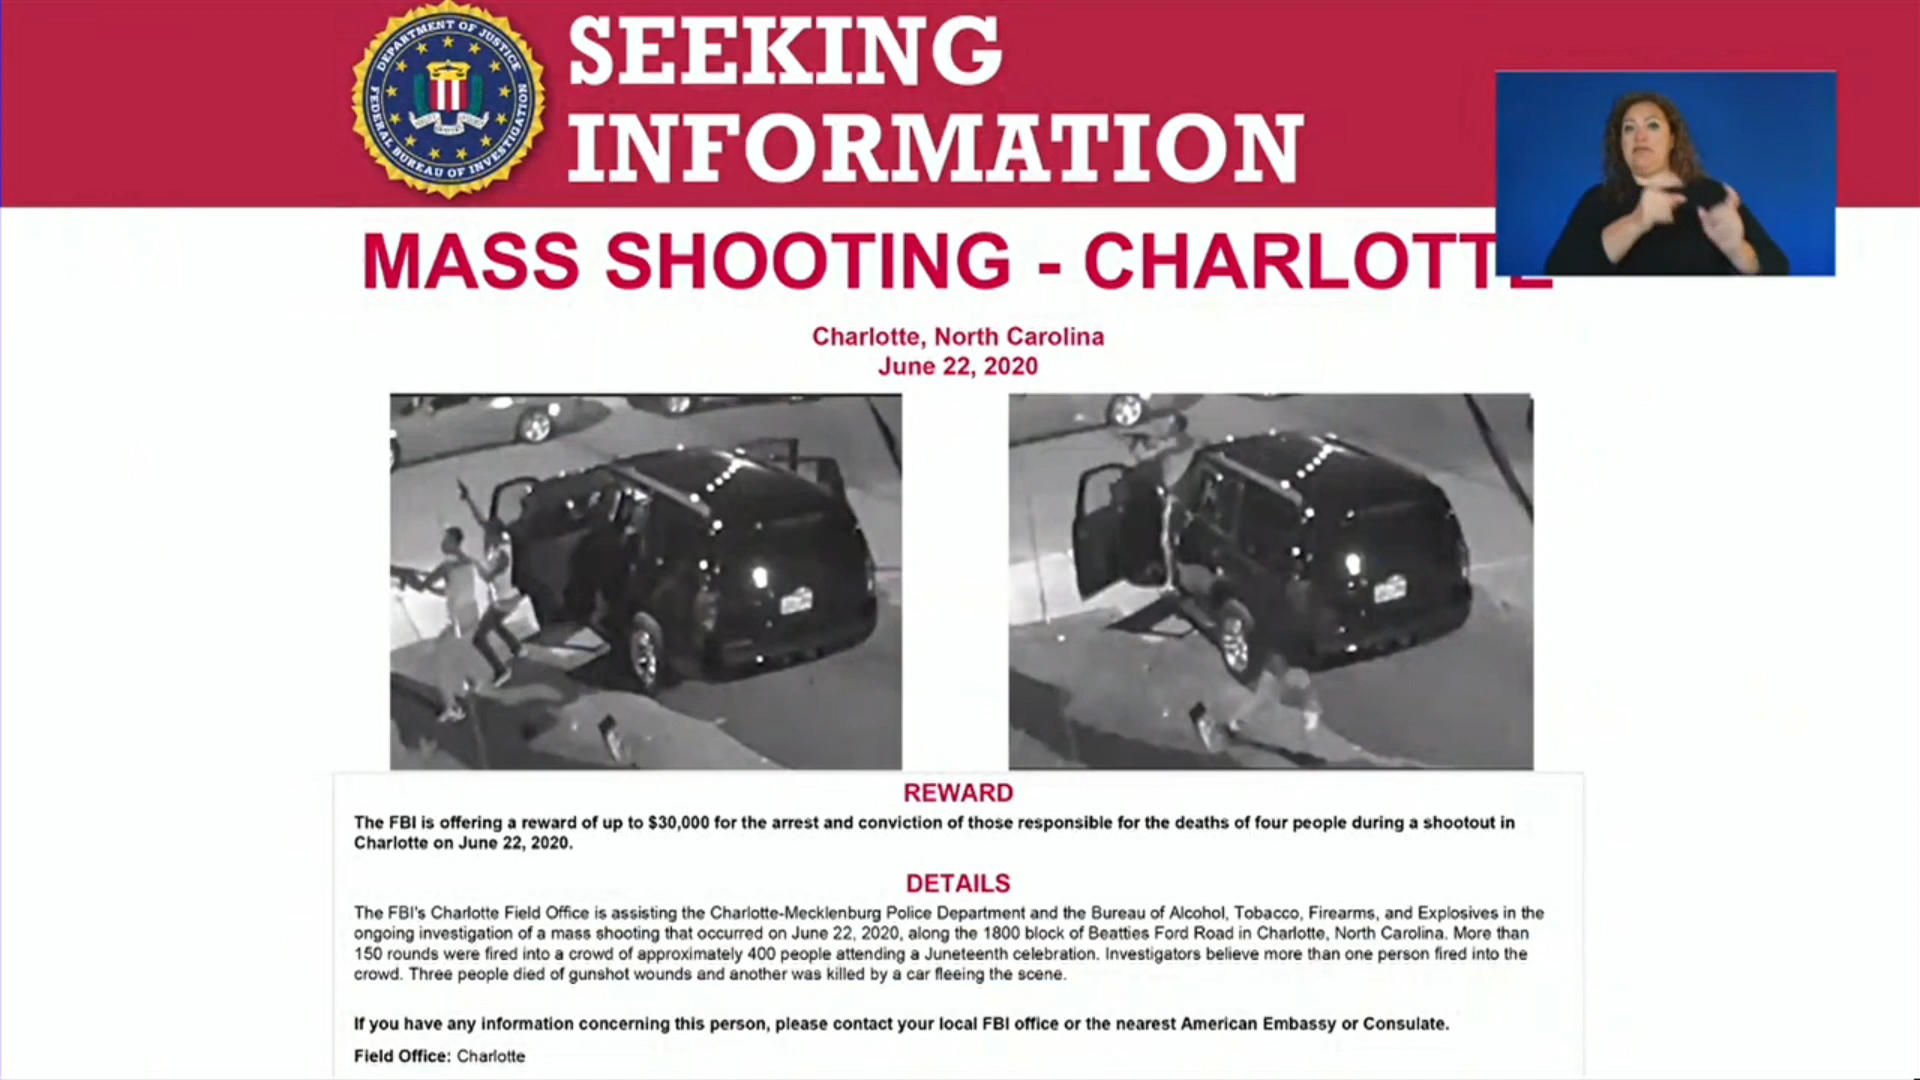 DEPARTMENT OF JUSTICE
FEDERAL BUREAU OF INVESTIGATION
SEEKING
INFORMATION
MASS SHOOTING - CHARLOTTE
Charlotte, North Carolina
June 22, 2020
REWARD
The FBI is offering a reward of up to $30,000 for the arrest and conviction of those responsible for the deaths of four people during a shootout in
Charlotte on June 22, 2020.
DETAILS
The FBI's Charlotte Field Office is assisting the Charlotte-Mecklenburg Police Department and the Bureau of Alcohol, Tobacco, Firearms, and Explosives in the
ongoing investigation of a mass shooting that occurred on June 22, 2020, along the 1800 block of Beatties Ford Road in Charlotte, North Carolina. More than
150 rounds were fired into a crowd of approximately 400 people attending a Juneteenth celebration. Investigators believe more than one person fired into the
crowd. Three people died of gunshot wounds and another was killed by a car fleeing the scene.
If you have any information concerning this person, please contact your local FBI office or the nearest American Embassy or Consulate.
Field Office: Charlotte